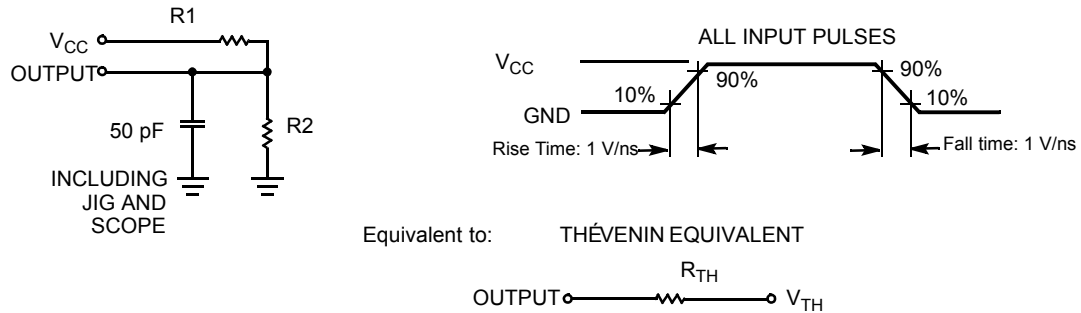 R1
VCC
OUTPUT
50 pF
R2
INCLUDING
JIG AND
SCOPE
ALL INPUT PULSES
VCC
GND
10%
90%
90%
10%
Rise Time: 1 V/ns
Fall time: 1 V/ns
Equivalent to: THÉVENIN EQUIVALENT
RTH
OUTPUT VTH